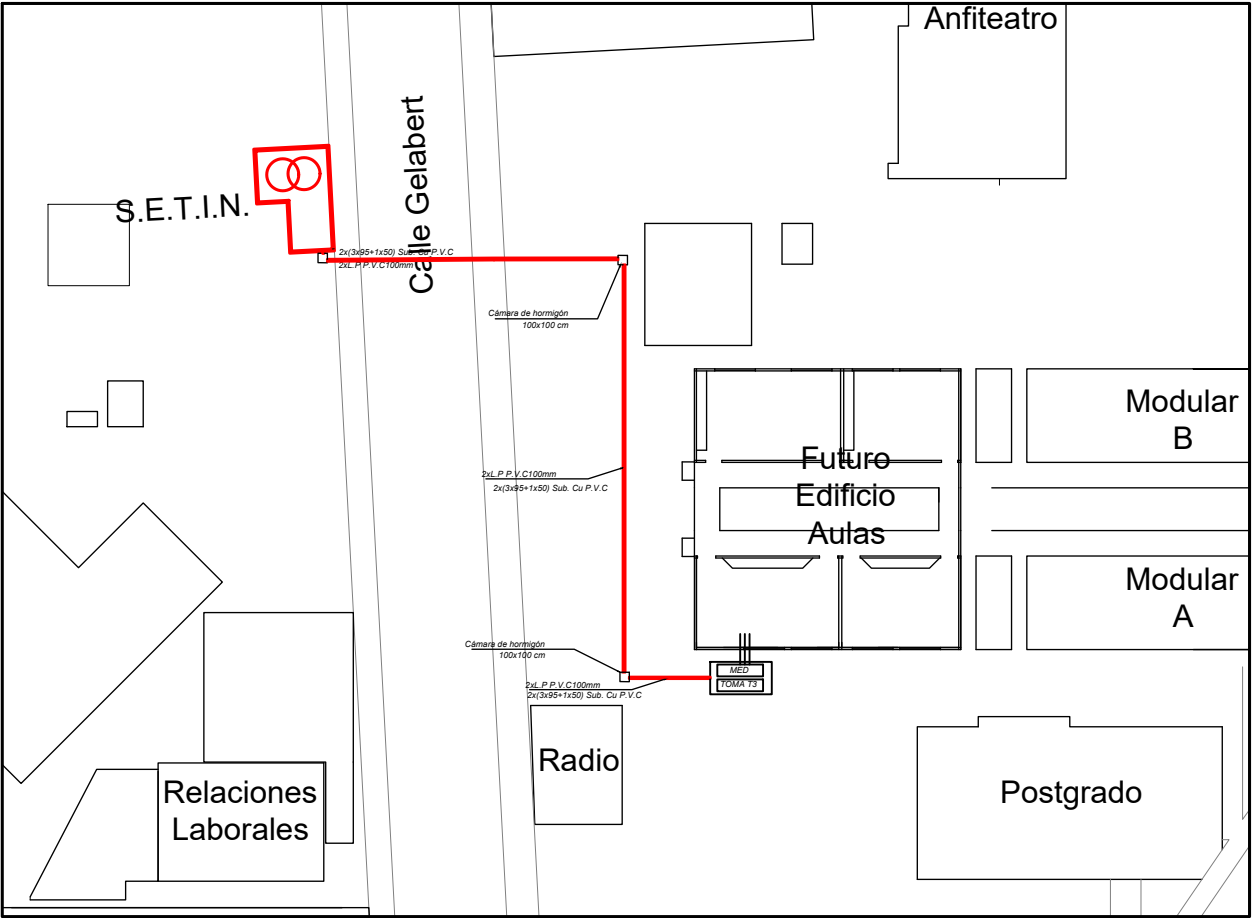 Anfiteatro
Calle Gelabert
S.E.T.I.N.
2x(3x95+1x50) Sub. Cu P.V.C
2xL.P P.V.C100mm
Cámara de hormigón
100x100 cm
Modular
B
Futuro
Edificio
Aulas
2xL.P P.V.C100mm
2x(3x95+1x50) Sub. Cu P.V.C
Modular
A
Cámara de hormigón
100x100 cm
MED
TOMA T3
2xL.P P.V.C100mm
2x(3x95+1x50) Sub. Cu P.V.C
Radio
Relaciones
Laborales
Postgrado